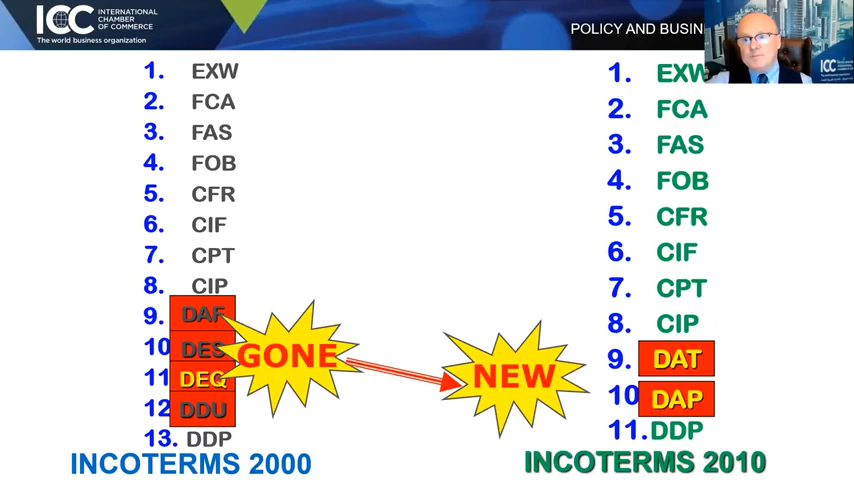 ICC INTERNATIONAL
CHAMBER
OF COMMERCE
The world business organization
POLICY AND BUSIN
ICC
1. EXW
2. FCA
3. FAS
4. FOB
5. CFR
6. CIF
7. CPT
8. CIP
9. DAF
10 DES
11 DEQ
12 DDU
13. DDP
INCOTERMS 2000
GONE
NEW
1. EXW
2. FCA
3. FAS
4. FOB
5. CFR
6. CIF
7. CPT
8. CIP
9. DAT
10 DAP
11. DDP
INCOTERMS 2010